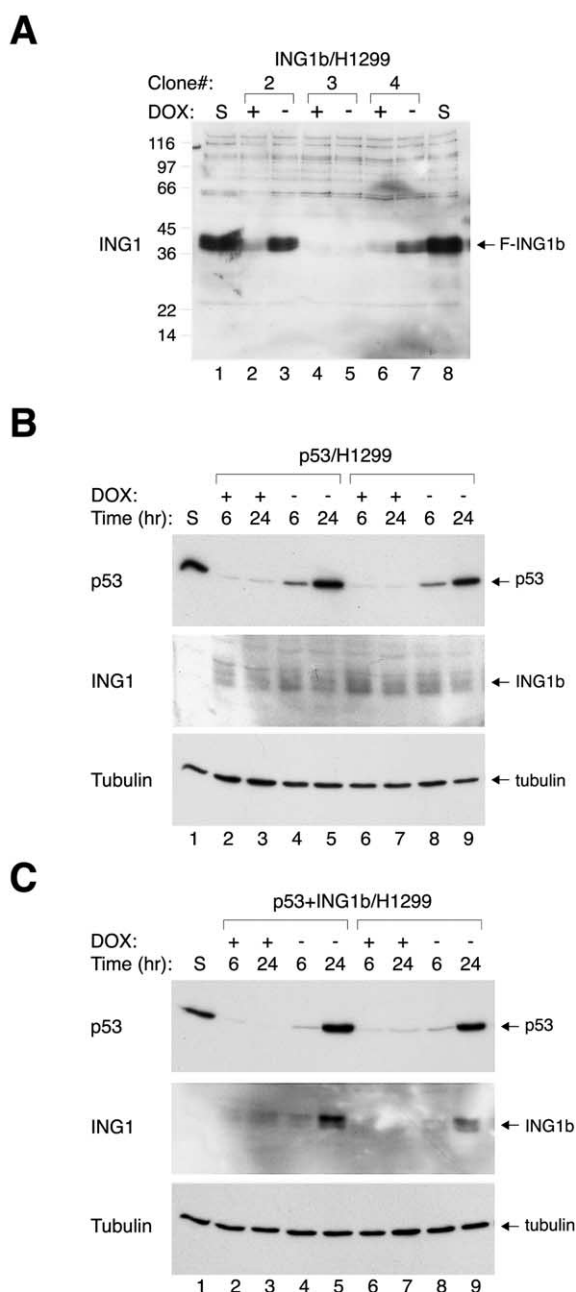 A
ING1b/H1299
Clone#: 2 3 4
DOX: S + - + - + - S
116
97
66
45
ING1
36
← F-ING1b
22
14
1 2 3 4 5 6 7 8
B
p53/H1299
DOX: + + - - + + - -
Time (hr): S 6 24 6 24 6 24 6 24
p53 ← p53
ING1 ← ING1b
Tubulin ← tubulin
1 2 3 4 5 6 7 8 9
C
p53+ING1b/H1299
DOX: + + - - + + - -
Time (hr): S 6 24 6 24 6 24 6 24
p53 ← p53
ING1 ← ING1b
Tubulin ← tubulin
1 2 3 4 5 6 7 8 9